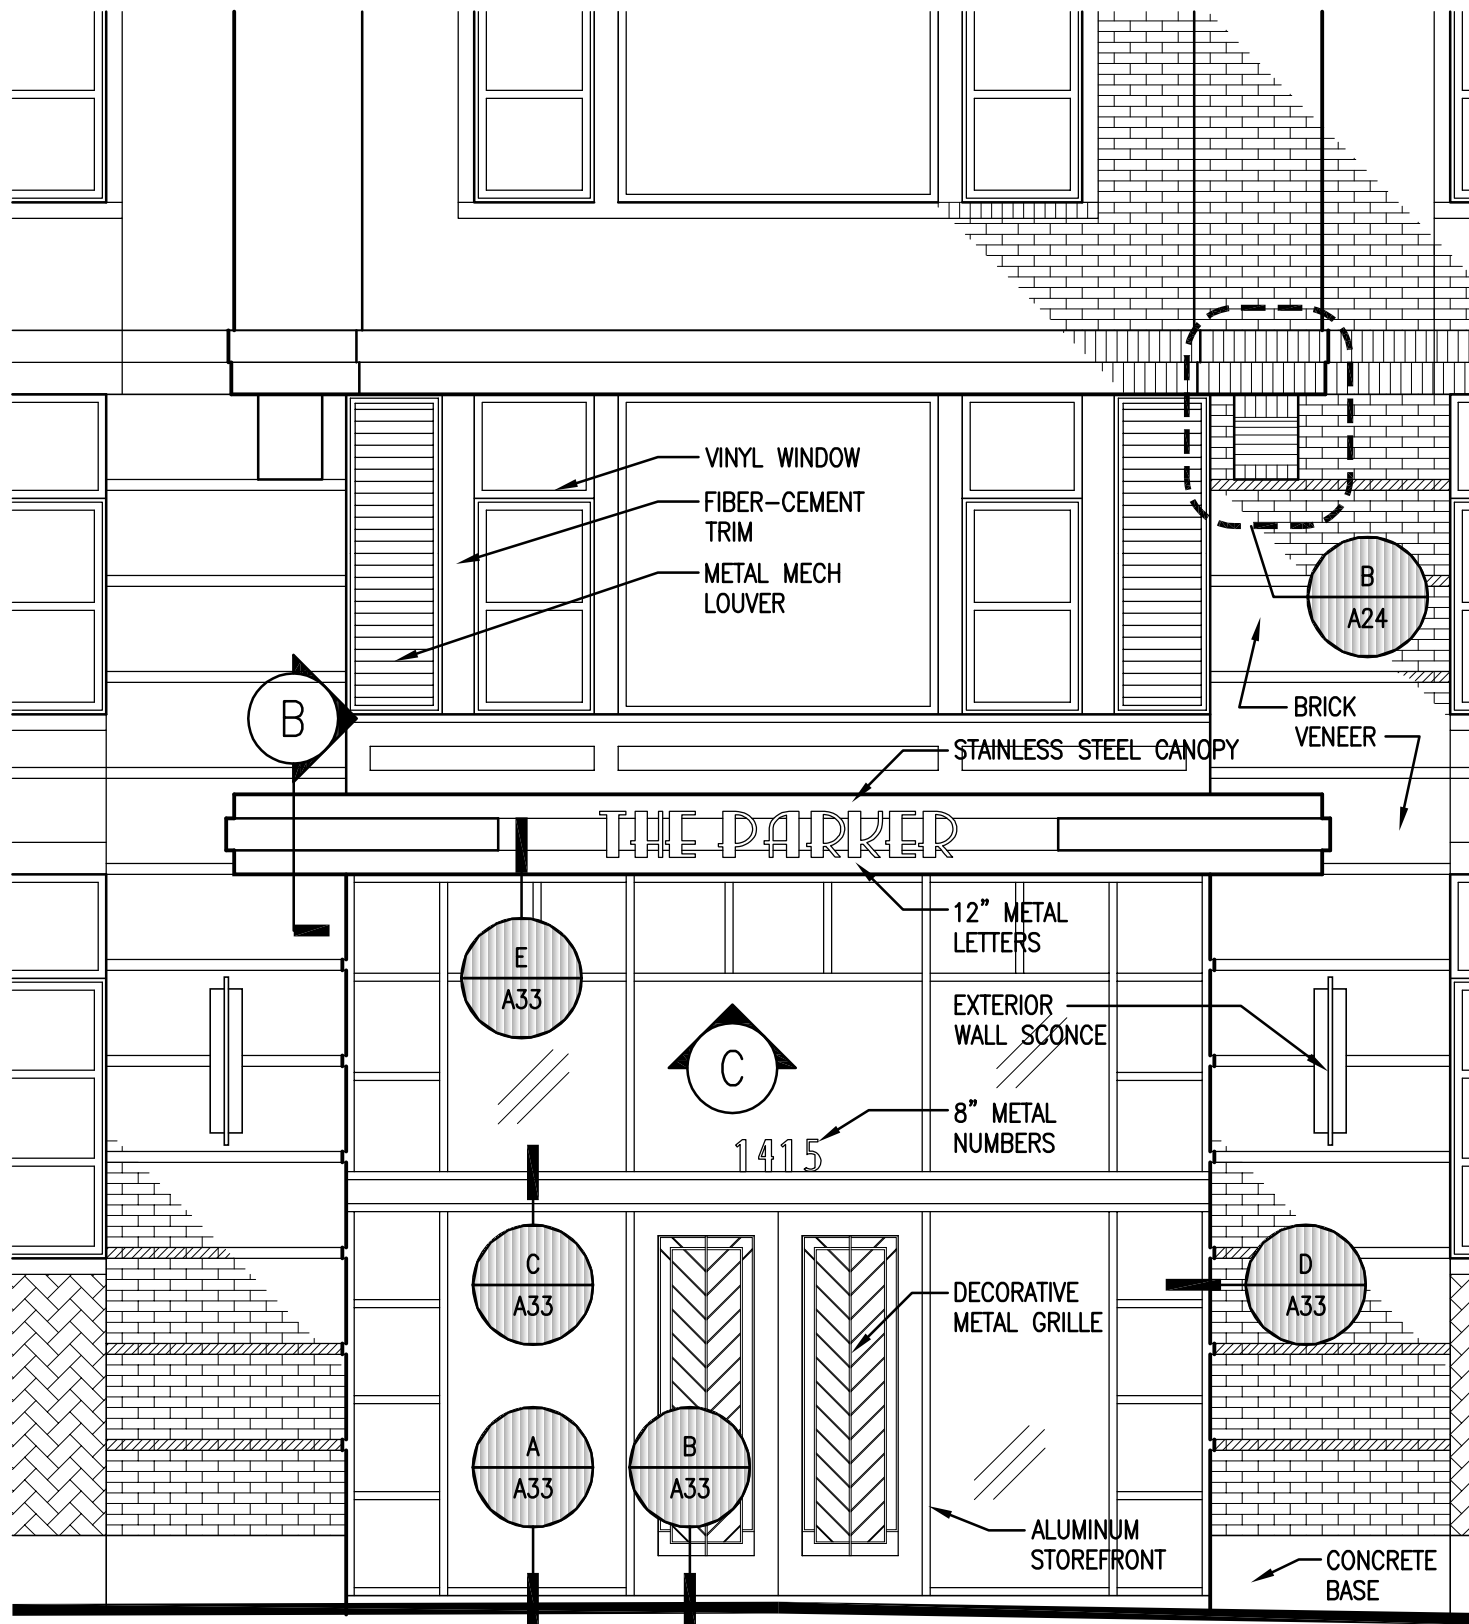 VINYL WINDOW
FIBER-CEMENT
TRIM
METAL MECH
LOUVER
B
A24
B
BRICK
VENEER
STAINLESS STEEL CANOPY
THE PARKER
12" METAL
LETTERS
E
A33
EXTERIOR
WALL SCONCE
C
8" METAL
NUMBERS
1415
C
A33
D
A33
DECORATIVE
METAL GRILLE
A
A33
B
A33
ALUMINUM
STOREFRONT
CONCRETE
BASE